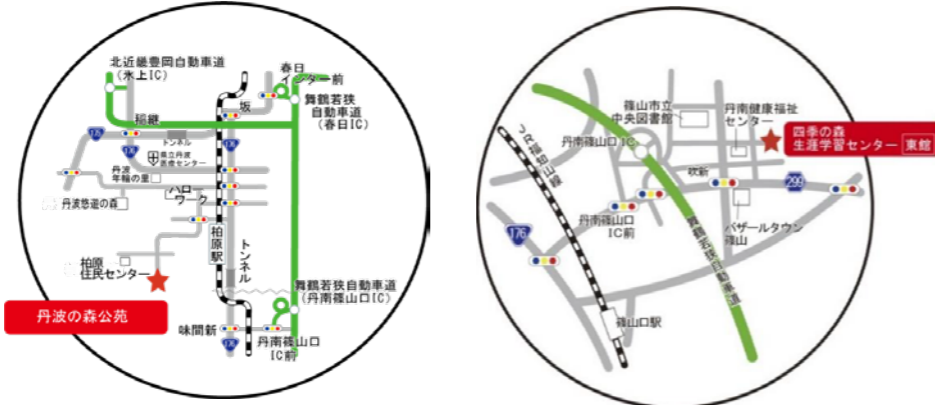 北近畿豊岡自動車道
（氷上IC）
春日
インター前
坂
舞鶴若狭
自動車道
（春日IC）
稲継
176
トンネル
176
176
県立丹波
医療センター
丹波
年輪の里
ハロー
ワーク
丹波悠遊の森
柏原駅
トンネル
柏原
住民センター
丹波の森公苑
舞鶴若狭自動車道
（丹南篠山口IC）
味間新
176
丹南篠山口
IC前
篠山市立
中央図書館
丹南健康福祉
センター
四季の森
生涯学習センター 東館
丹南篠山口IC
JR福知山線
吹新
299
丹南篠山口
IC前
176
バザールタウン
篠山
舞鶴若狭自動車道
篠山口駅